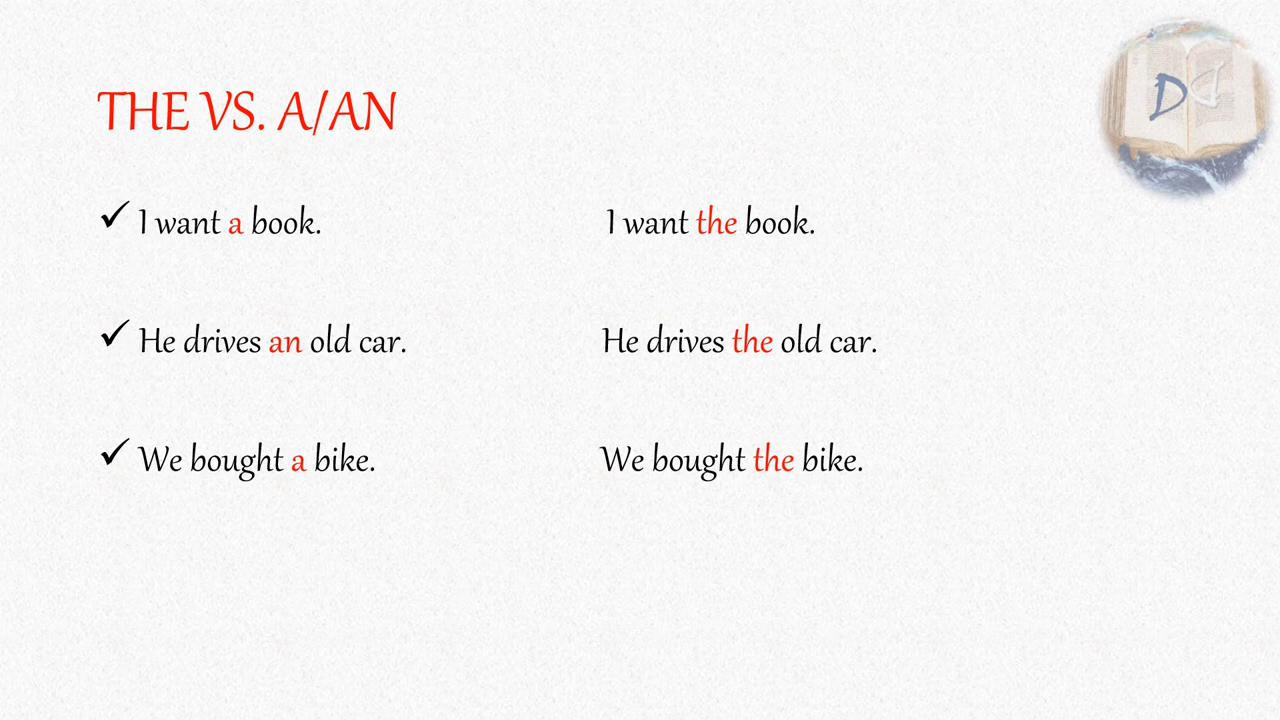 THE VS. A/AN
DC
✓ I want a book. I want the book.
✓ He drives an old car. He drives the old car.
✓ We bought a bike. We bought the bike.